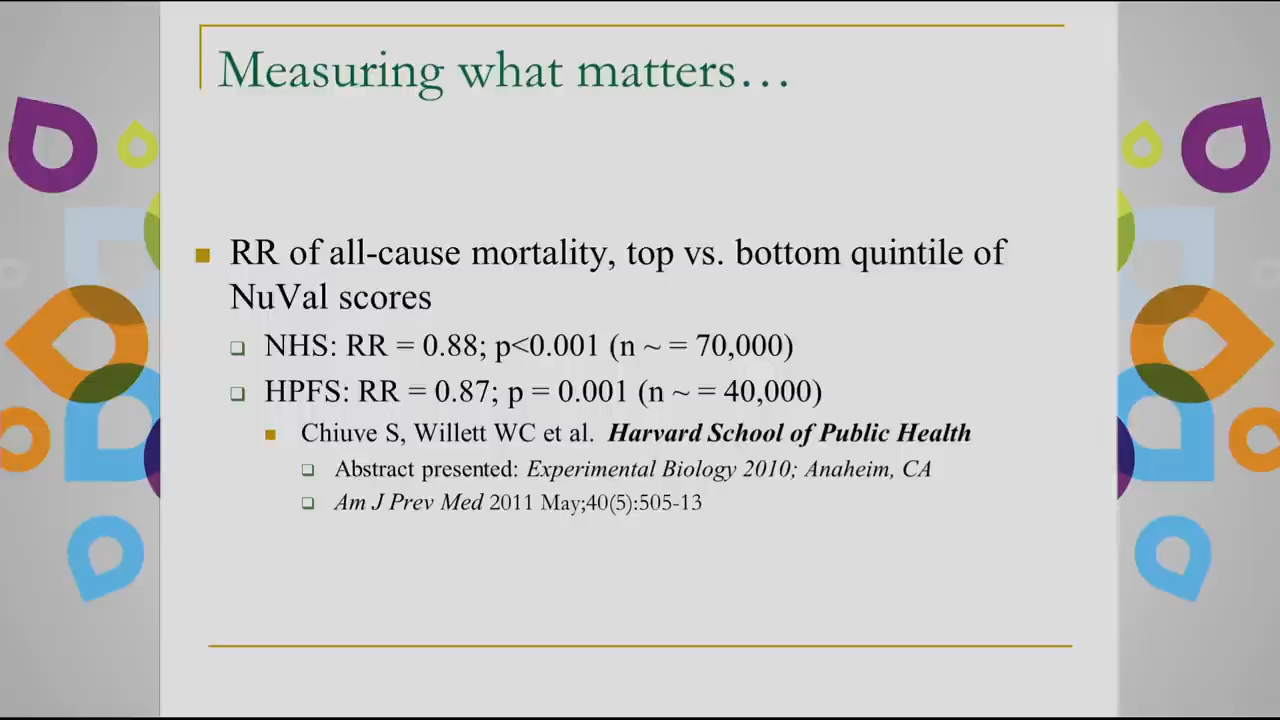 Measuring what matters…
RR of all-cause mortality, top vs. bottom quintile of
NuVal scores
NHS: RR = 0.88; p<0.001 (n ~ = 70,000)
HPFS: RR = 0.87; p = 0.001 (n ~ = 40,000)
Chiuve S, Willett WC et al. Harvard School of Public Health
Abstract presented: Experimental Biology 2010; Anaheim, CA
Am J Prev Med 2011 May;40(5):505-13